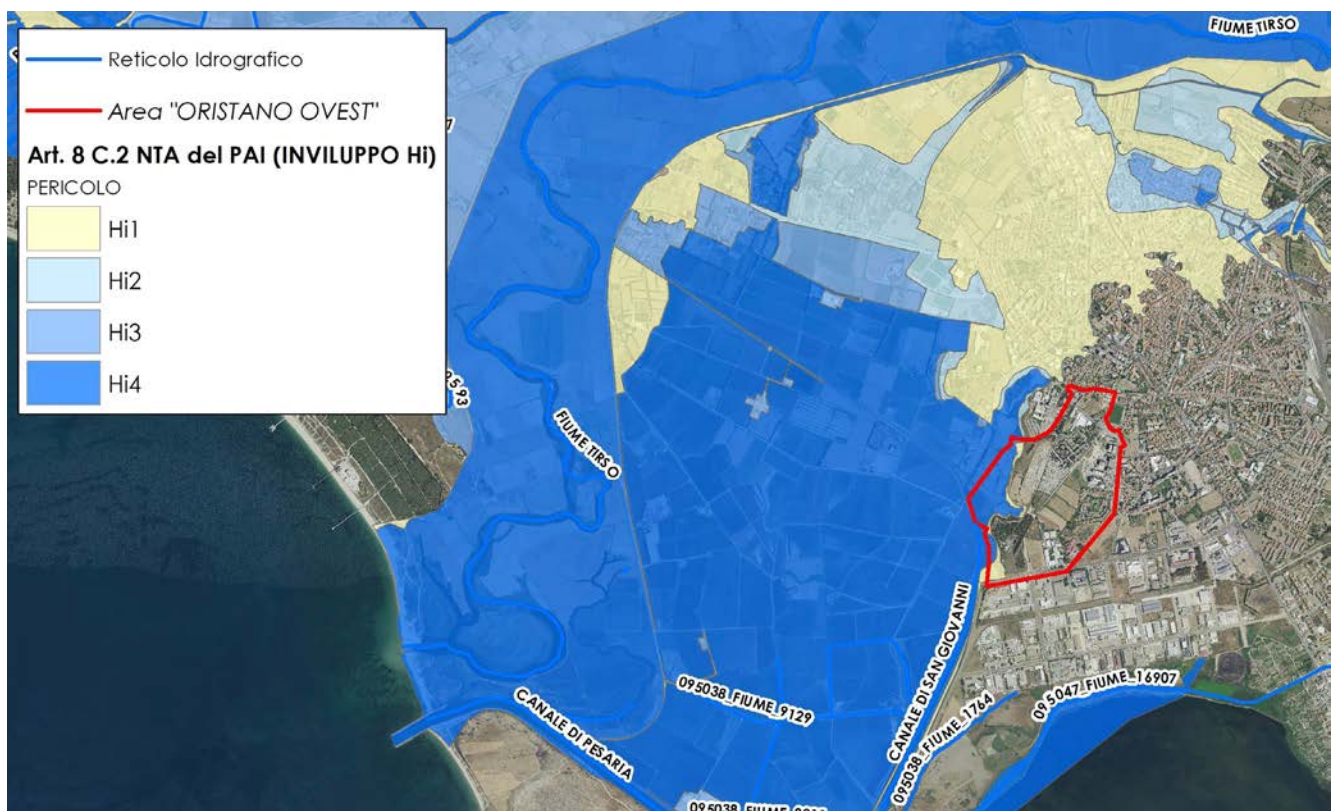 FIUME TIRSO
Reticolo Idrografico
Area "ORISTANO OVEST"
Art. 8 C.2 NTA del PAI (INVILUPPO Hi)
PERICOLO
Hi1
Hi2
Hi3
Hi4
FIUME TIRSO
CANALE DI SAN GIOVANNI
095038_FIUME_9129
095038_FIUME_1764
095047_FIUME_16907
CANALE DI PESARIA